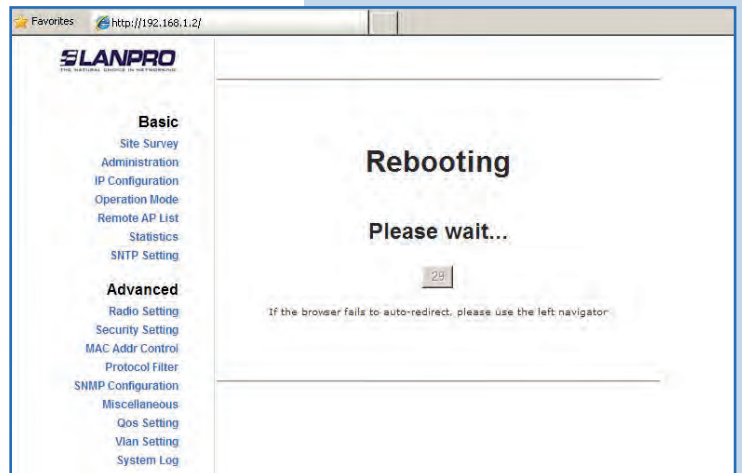 Favorites http://192.168.1.2/
LANPRO
THE NATURAL CHOICE IN NETWORKING
Basic
Site Survey
Administration
IP Configuration
Operation Mode
Remote AP List
Statistics
SNTP Setting
Advanced
Radio Setting
Security Setting
MAC Addr Control
Protocol Filter
SNMP Configuration
Miscellaneous
Qos Setting
Vlan Setting
System Log
Rebooting
Please wait...
29
If the browser fails to auto-redirect, please use the left navigator